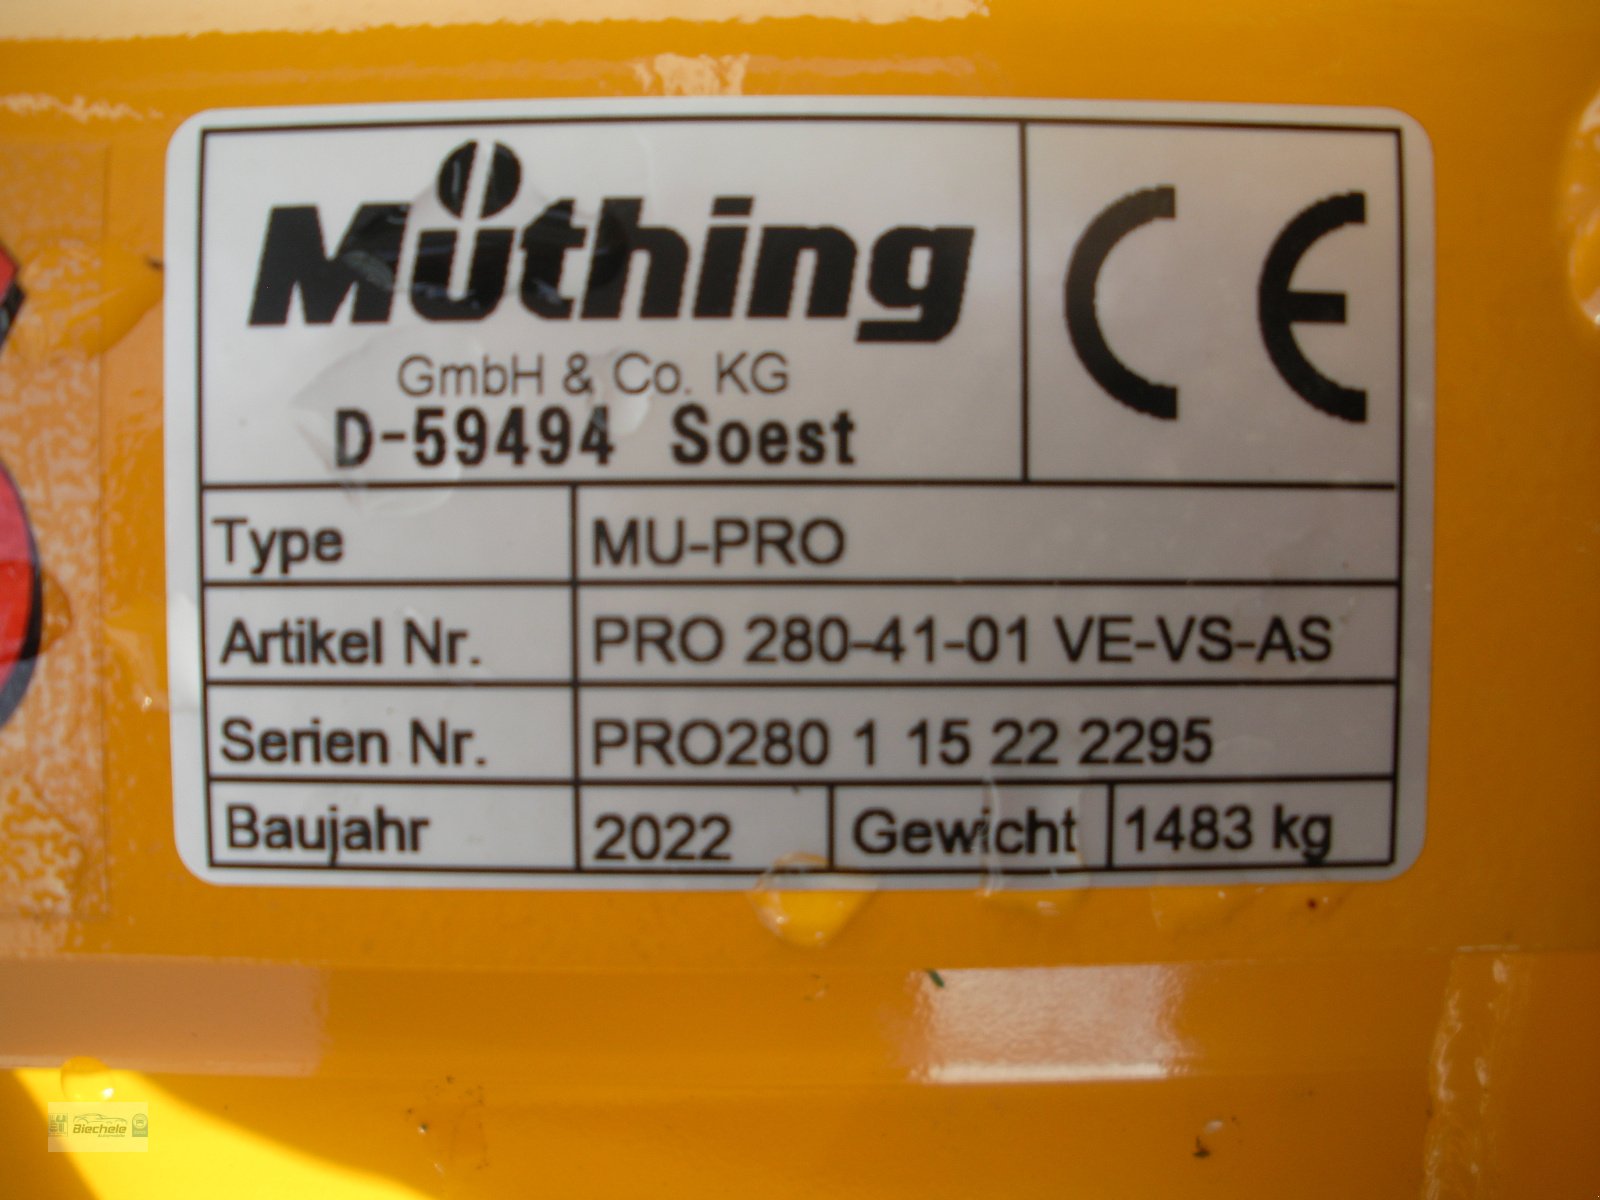 Müthing
GmbH & Co. KG
D-59494 Soest
CE
Type MU-PRO
Artikel Nr. PRO 280-41-01 VE-VS-AS
Serien Nr. PRO280 1 15 22 2295
Baujahr 2022 Gewicht 1483 kg
Biechele